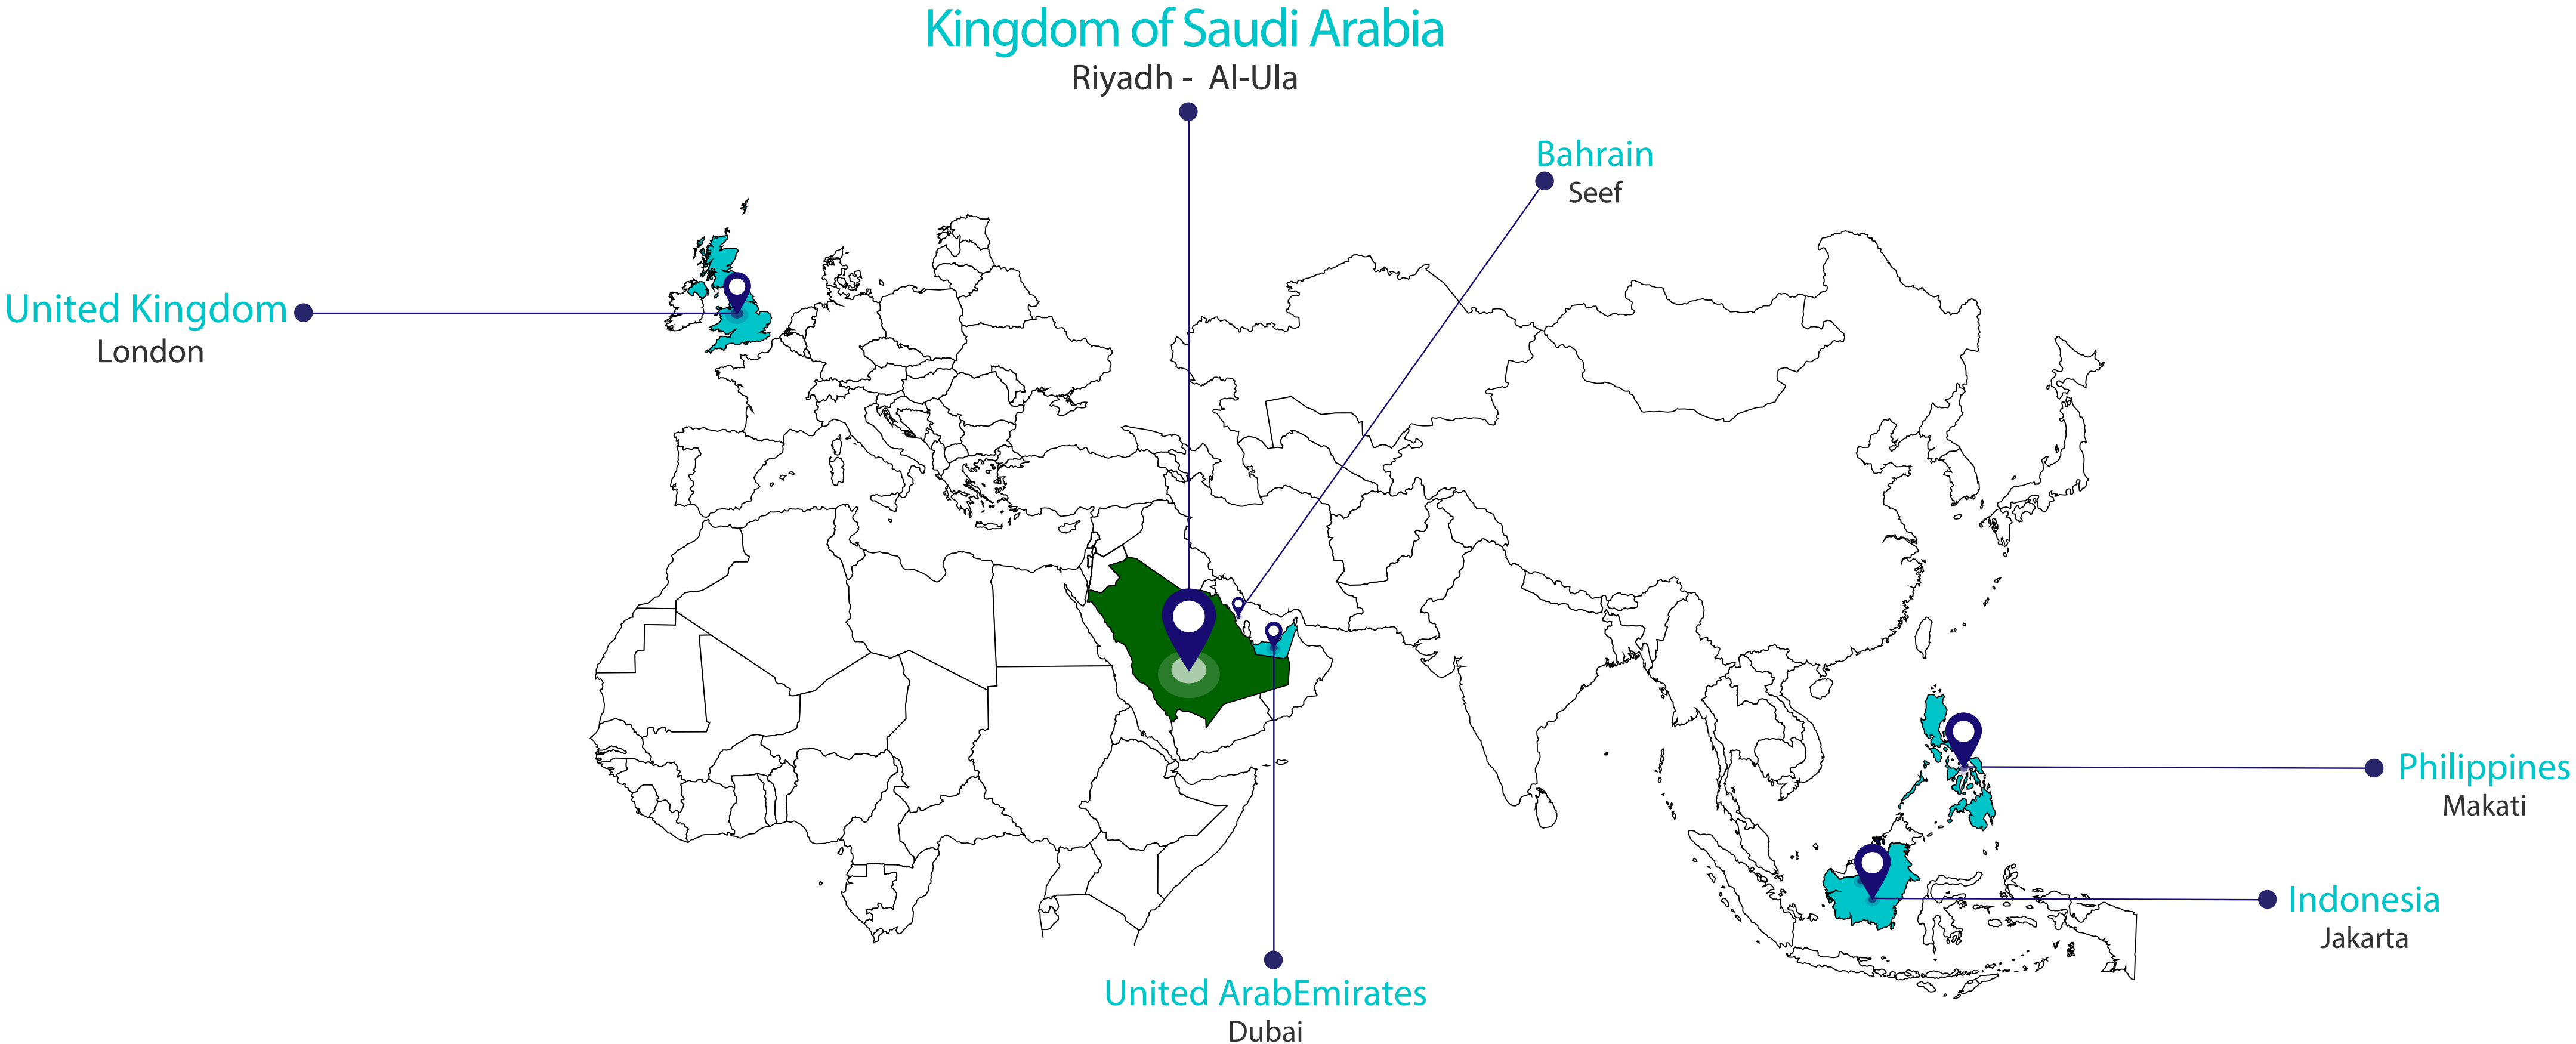 Kingdom of Saudi Arabia
Riyadh -  Al-Ula
Bahrain
Seef
United Kingdom
London
Philippines
Makati
Indonesia
Jakarta
United ArabEmirates
Dubai